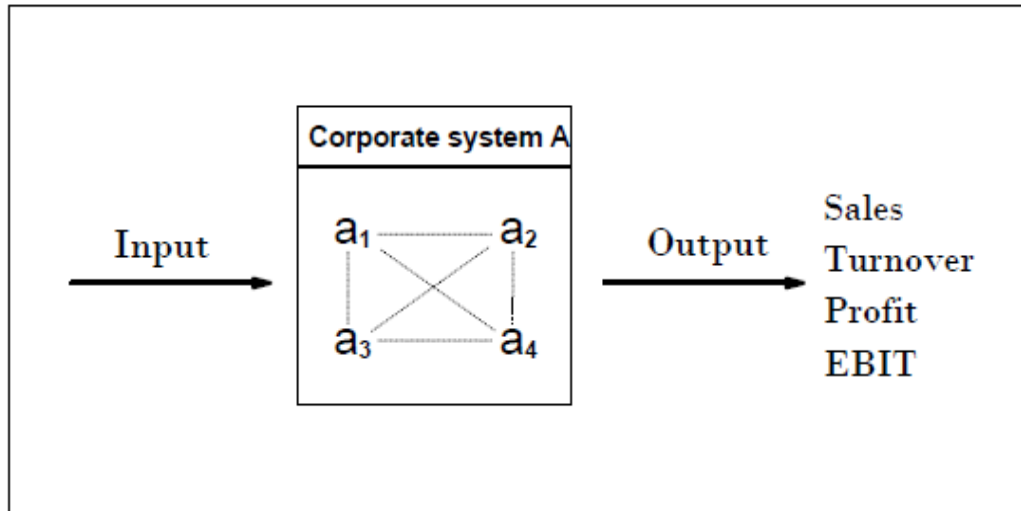 Corporate system A
Input
a₁ a₂
a₃ a₄
Output
Sales
Turnover
Profit
EBIT